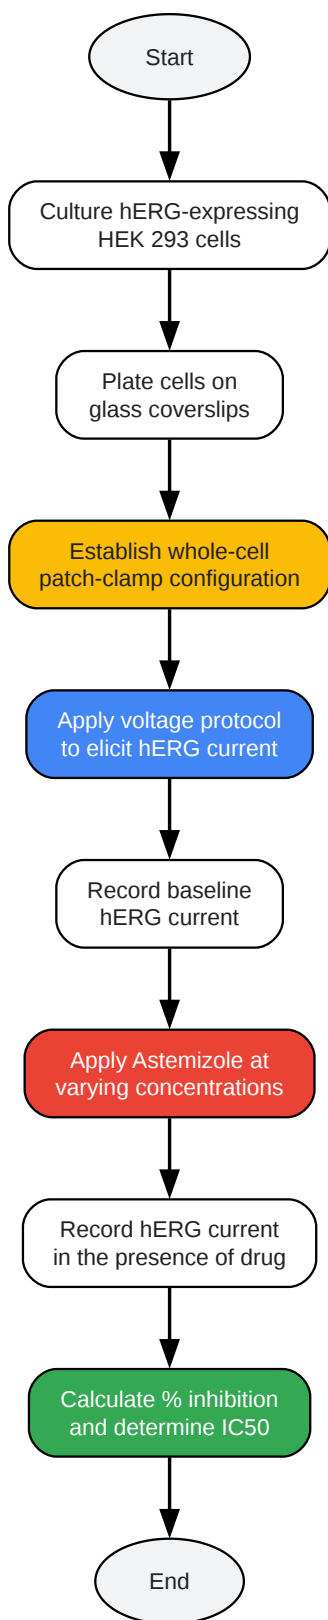 Start
Culture hERG-expressing
HEK 293 cells
Plate cells on
glass coverslips
Establish whole-cell
patch-clamp configuration
Apply voltage protocol
to elicit hERG current
Record baseline
hERG current
Apply Astemizole at
varying concentrations
Record hERG current
in the presence of drug
Calculate % inhibition
and determine IC50
End